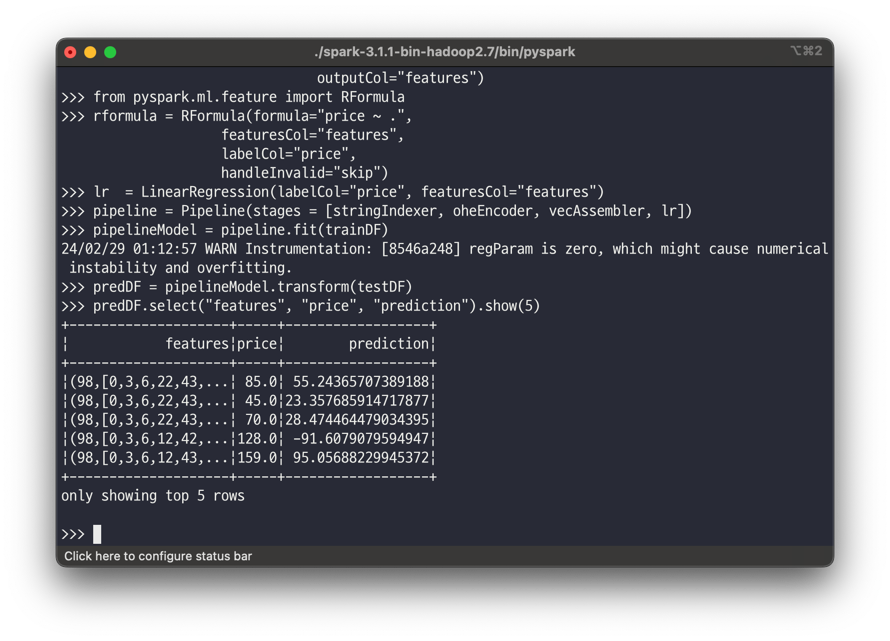 ./spark-3.1.1-bin-hadoop2.7/bin/pyspark
⌥⌘2
outputCol="features")
>>> from pyspark.ml.feature import RFormula
>>> rformula = RFormula(formula="price ~ .",
featuresCol="features",
labelCol="price",
handleInvalid="skip")
>>> lr  = LinearRegression(labelCol="price", featuresCol="features")
>>> pipeline = Pipeline(stages = [stringIndexer, oheEncoder, vecAssembler, lr])
>>> pipelineModel = pipeline.fit(trainDF)
24/02/29 01:12:57 WARN Instrumentation: [8546a248] regParam is zero, which might cause numerical
instability and overfitting.
>>> predDF = pipelineModel.transform(testDF)
>>> predDF.select("features", "price", "prediction").show(5)
+--------------------+-----+------------------+
|            features|price|        prediction|
+--------------------+-----+------------------+
|(98,[0,3,6,22,43,...| 85.0| 55.24365707389188|
|(98,[0,3,6,22,43,...| 45.0|23.357685914717877|
|(98,[0,3,6,22,43,...| 70.0|28.474464479034395|
|(98,[0,3,6,12,42,...|128.0| -91.6079079594947|
|(98,[0,3,6,12,43,...|159.0| 95.05688229945372|
+--------------------+-----+------------------+
only showing top 5 rows
>>>
Click here to configure status bar